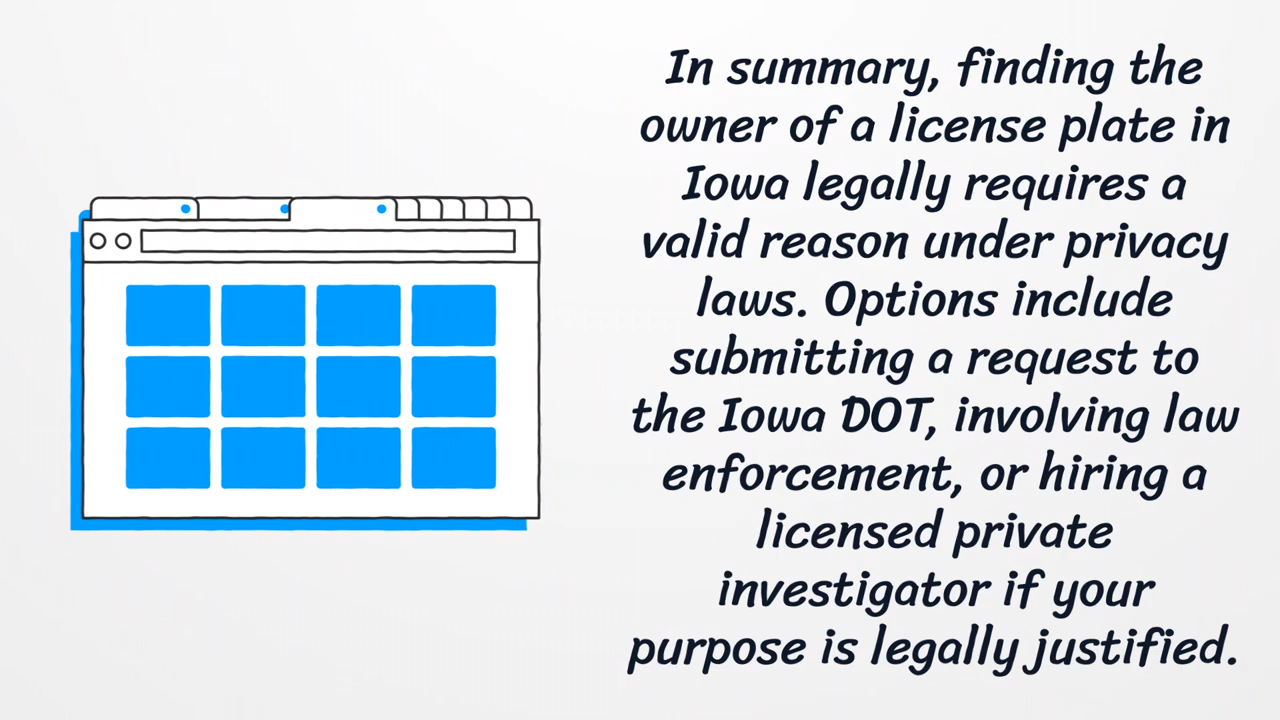 In summary, finding the
owner of a license plate in
Iowa legally requires a
valid reason under privacy
laws. Options include
submitting a request to
the Iowa DOT, involving law
enforcement, or hiring a
licensed private
investigator if your
purpose is legally justified.